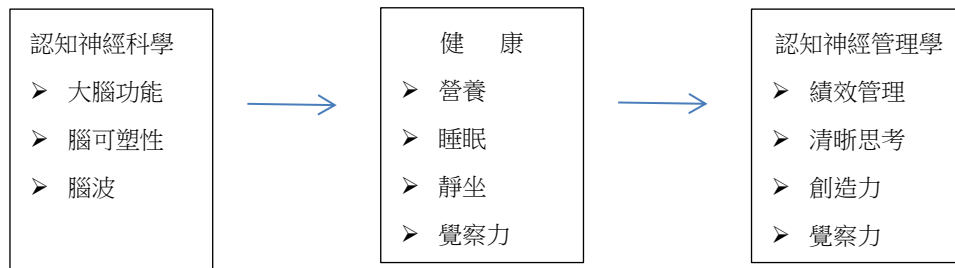 認知神經科學
➢ 大腦功能
➢ 腦可塑性
➢ 腦波
健 康
➢ 營養
➢ 睡眠
➢ 靜坐
➢ 覺察力
認知神經管理學
➢ 績效管理
➢ 清晰思考
➢ 創造力
➢ 覺察力